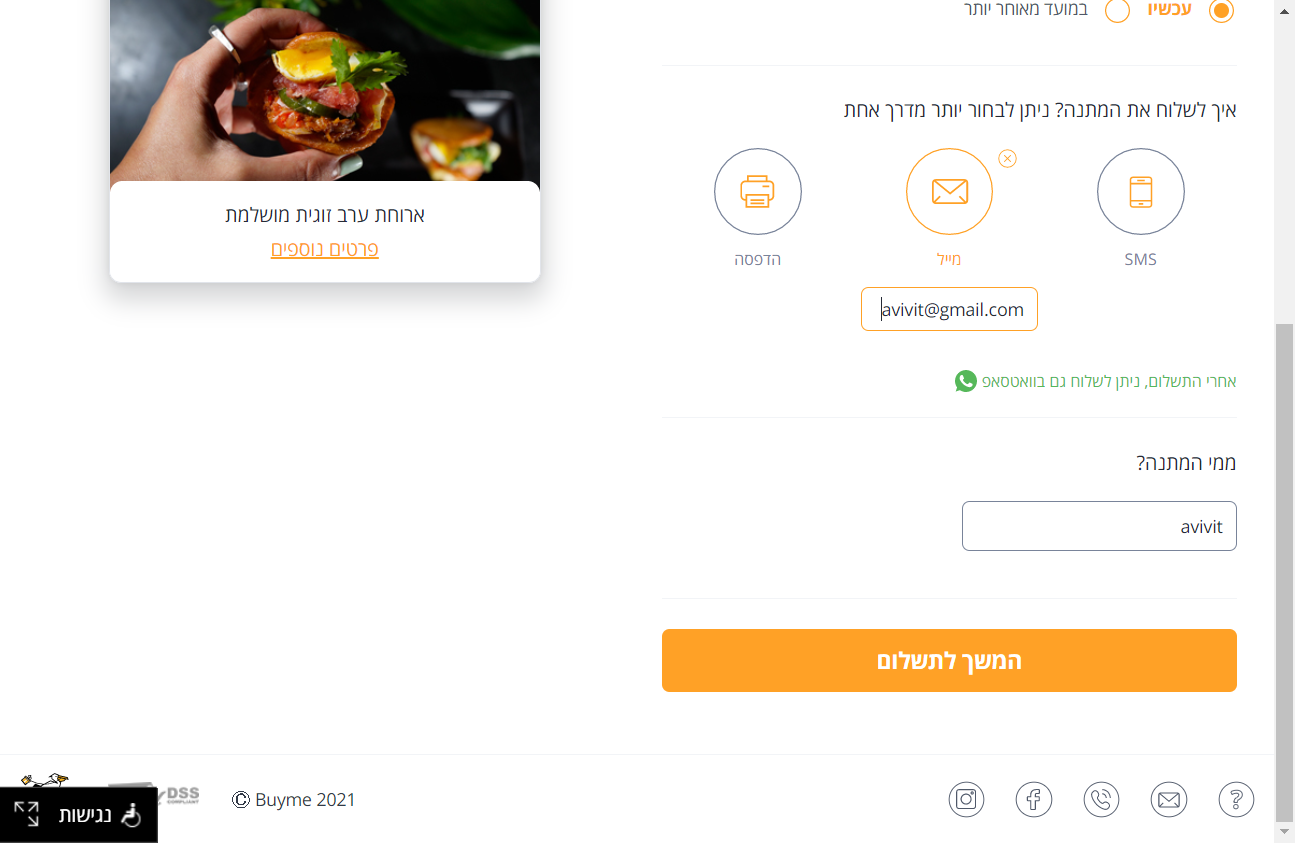 עכשיו
במועד מאוחר יותר
איך לשלוח את המתנה? ניתן לבחור יותר מדרך אחת
SMS
מייל
הדפסה
avivit@gmail.com
אחרי התשלום, ניתן לשלוח גם בוואטסאפ
ממי המתנה?
avivit
המשך לתשלום
ארוחת ערב זוגית מושלמת
פרטים נוספים
© Buyme 2021
DSS
COMPLIANT
נגישות